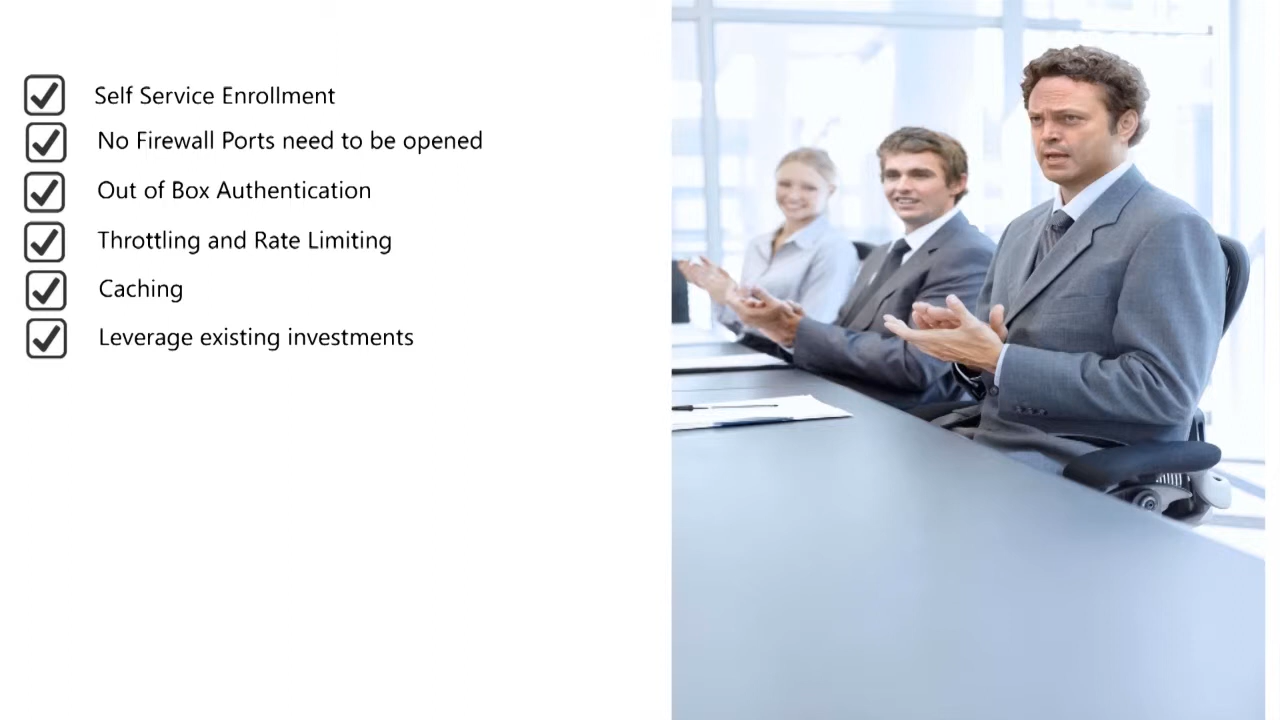 Self Service Enrollment
No Firewall Ports need to be opened
Out of Box Authentication
Throttling and Rate Limiting
Caching
Leverage existing investments